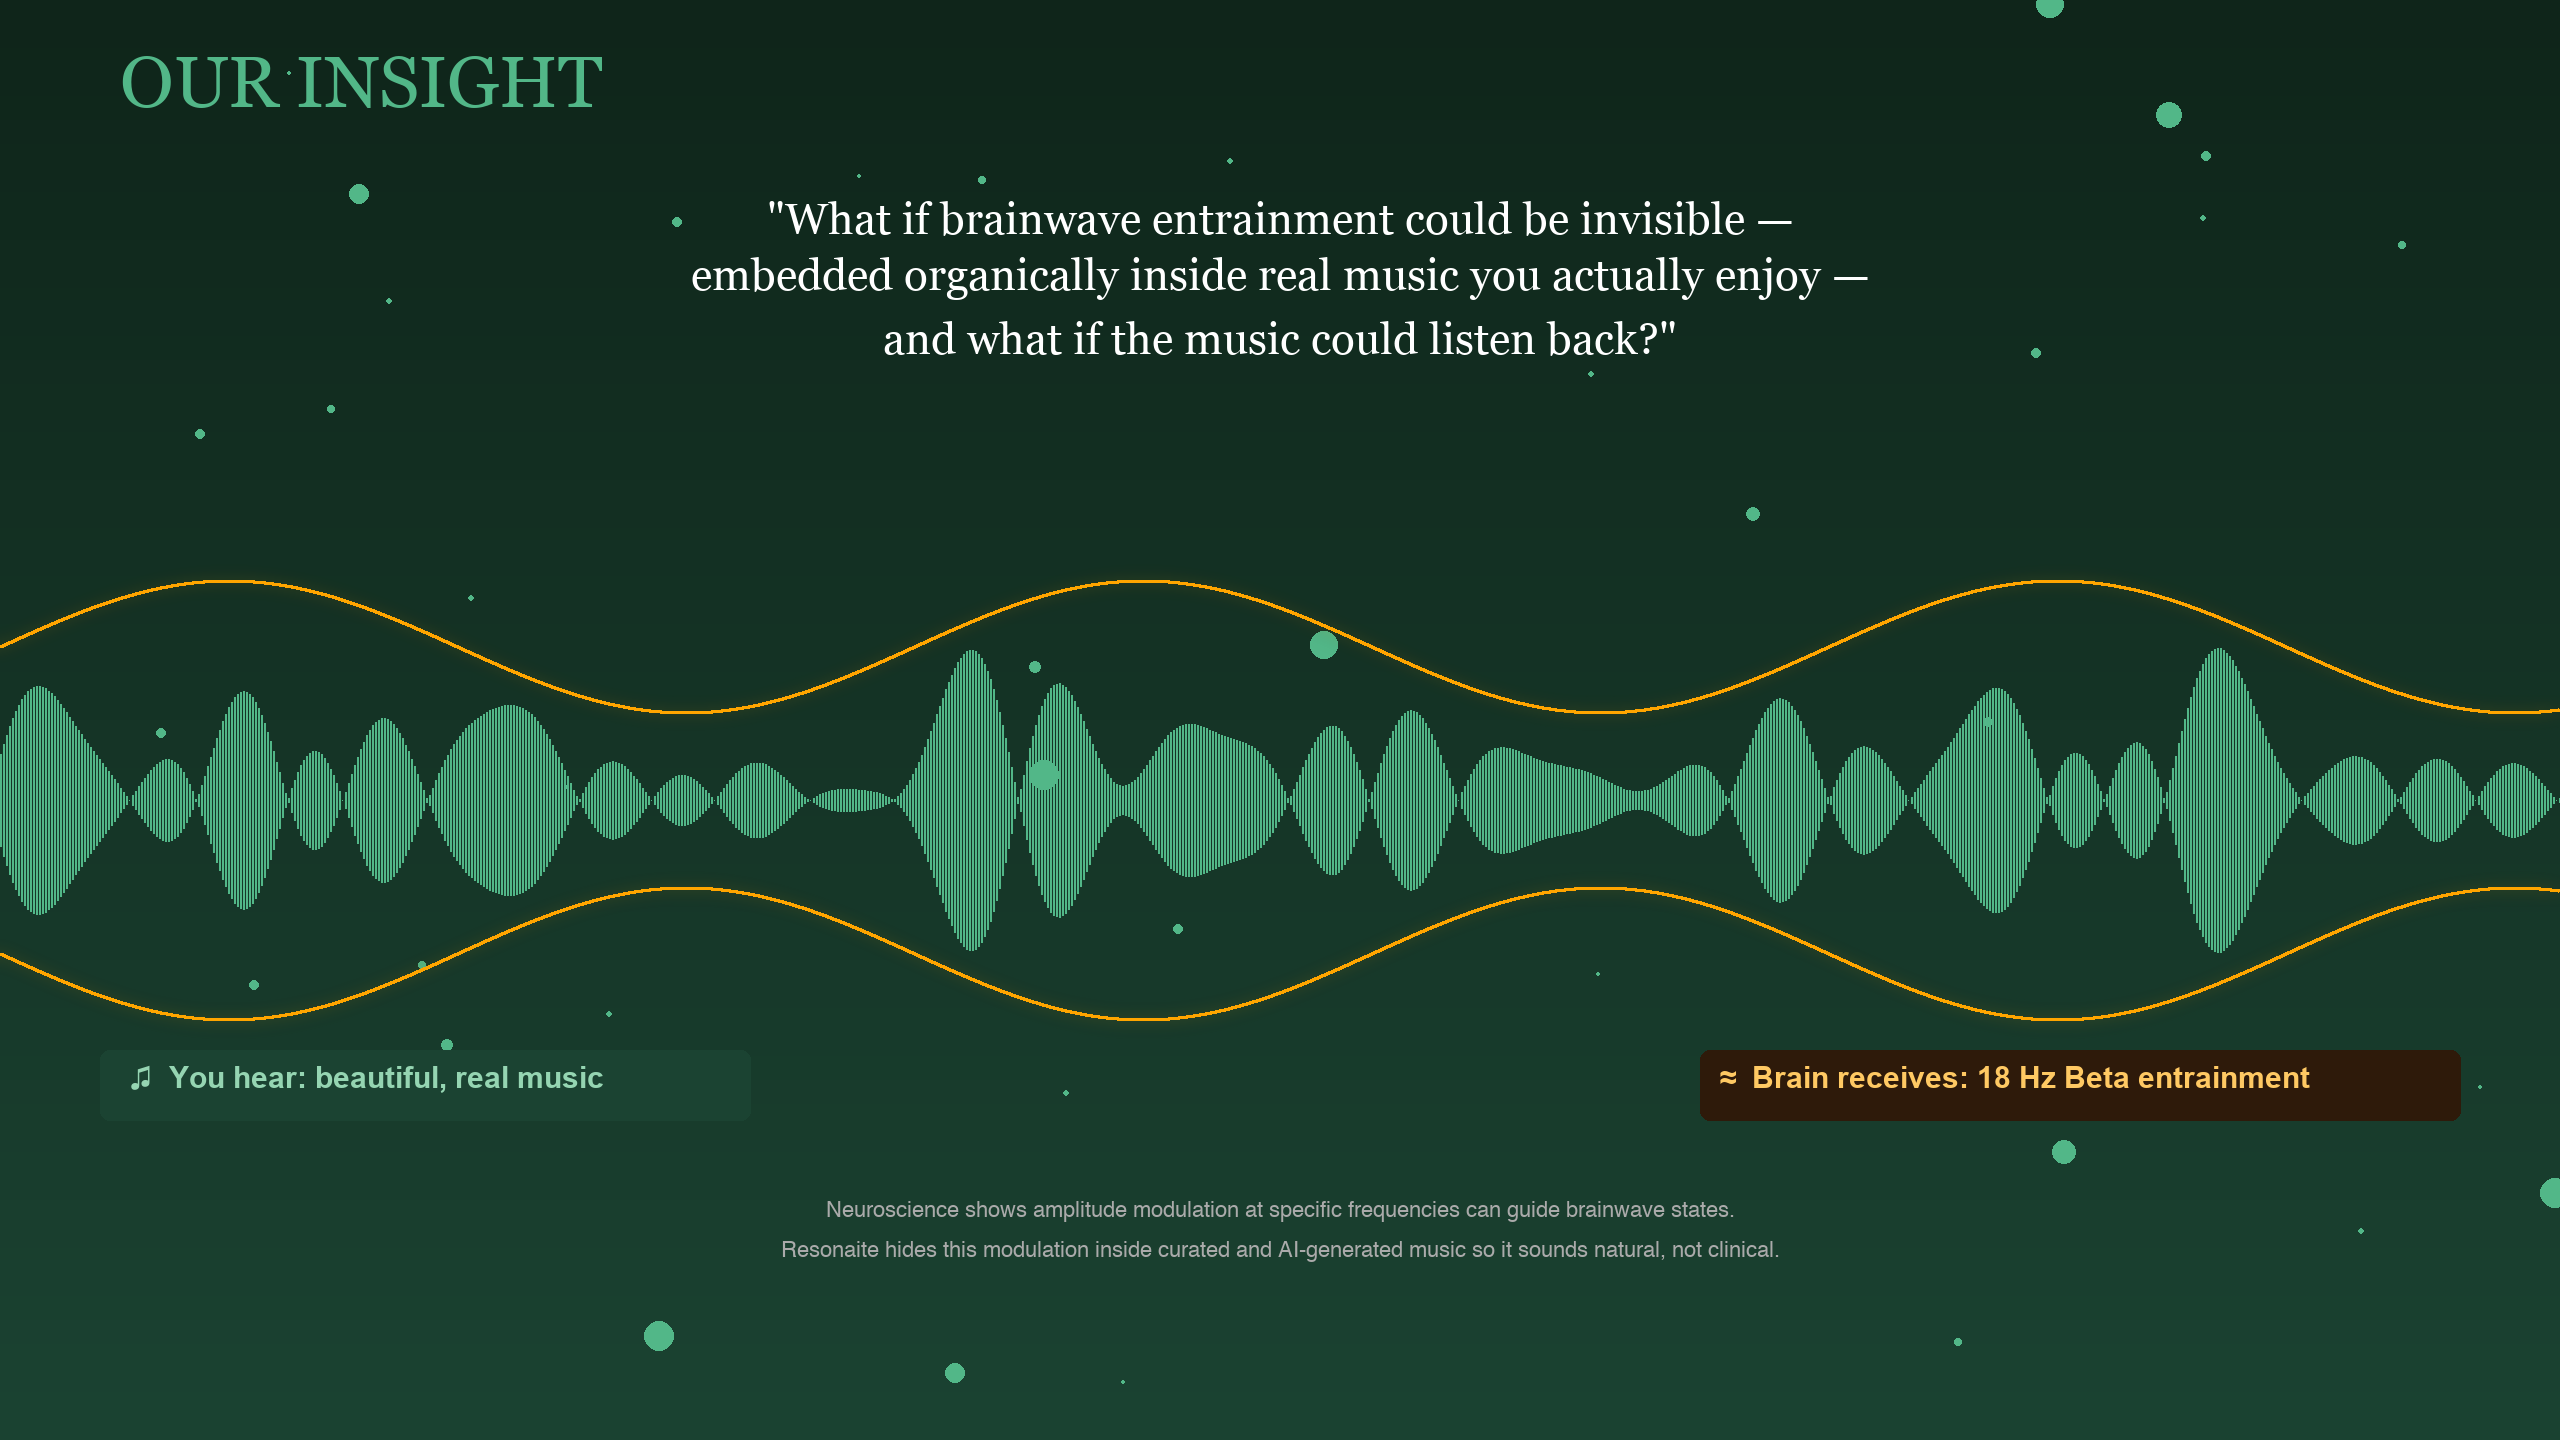 OUR INSIGHT
"What if brainwave entrainment could be invisible —
embedded organically inside real music you actually enjoy —
and what if the music could listen back?"
♫ You hear: beautiful, real music
≈ Brain receives: 18 Hz Beta entrainment
Neuroscience shows amplitude modulation at specific frequencies can guide brainwave states.
Resonaite hides this modulation inside curated and AI-generated music so it sounds natural, not clinical.